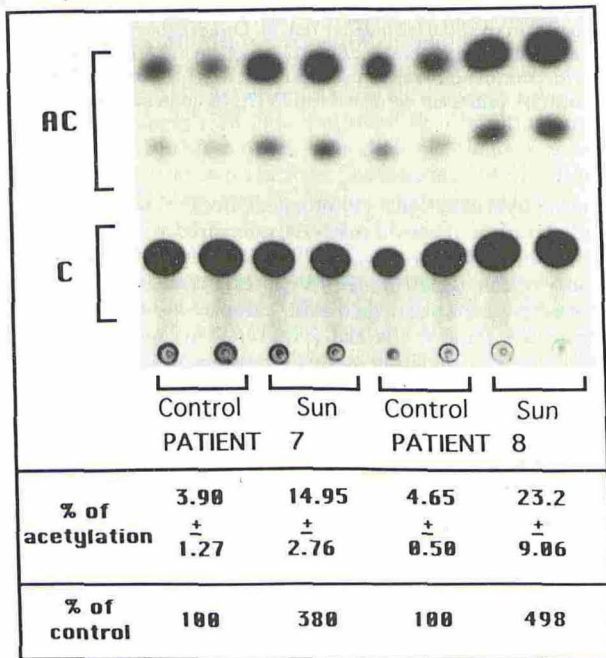 AC
C
Control Sun Control Sun
PATIENT 7 PATIENT 8
% of acetylation 3.90 ± 1.27 14.95 ± 2.76 4.65 ± 0.50 23.2 ± 9.06
% of control 100 380 100 498